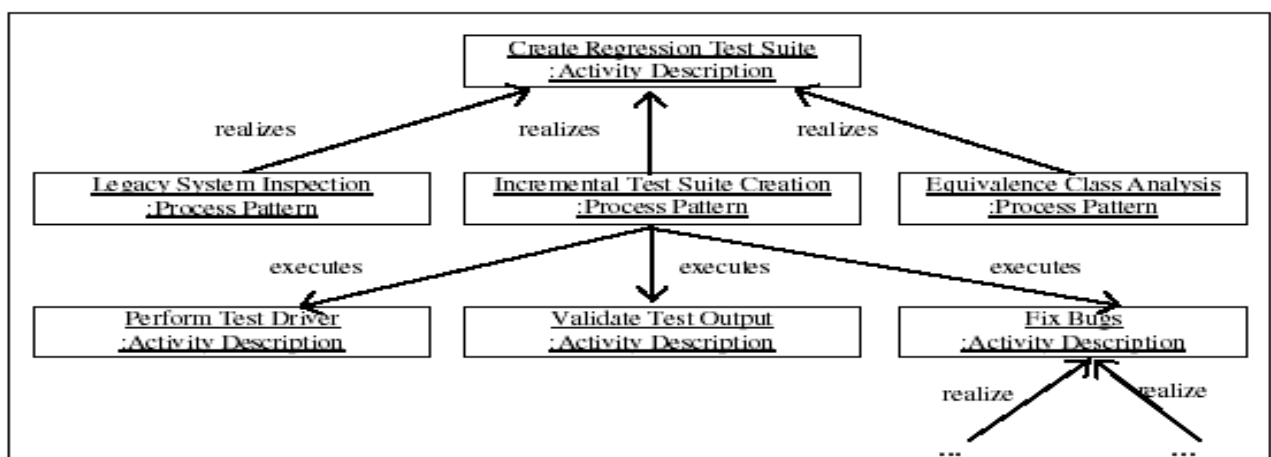 Create Regression Test Suite
:Activity Description
realizes
realizes
realizes
Legacy System Inspection
:Process Pattern
Incremental Test Suite Creation
:Process Pattern
Equivalence Class Analysis
:Process Pattern
executes
executes
executes
Perform Test Driver
:Activity Description
Validate Test Output
:Activity Description
Fix Bugs
:Activity Description
realize
realize
...
...